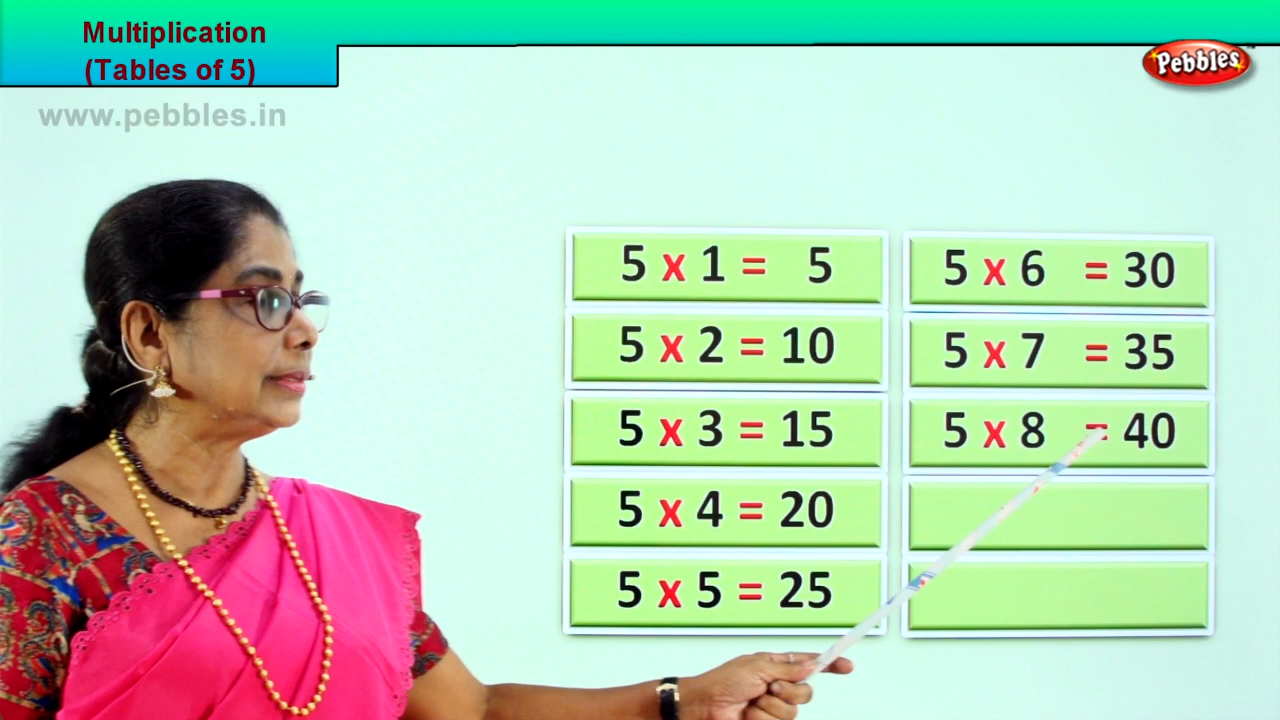 Multiplication
(Tables of 5)
www.pebbles.in
Pebbles
5 x 1 = 5
5 x 2 = 10
5 x 3 = 15
5 x 4 = 20
5 x 5 = 25
5 x 6 = 30
5 x 7 = 35
5 x 8 = 40